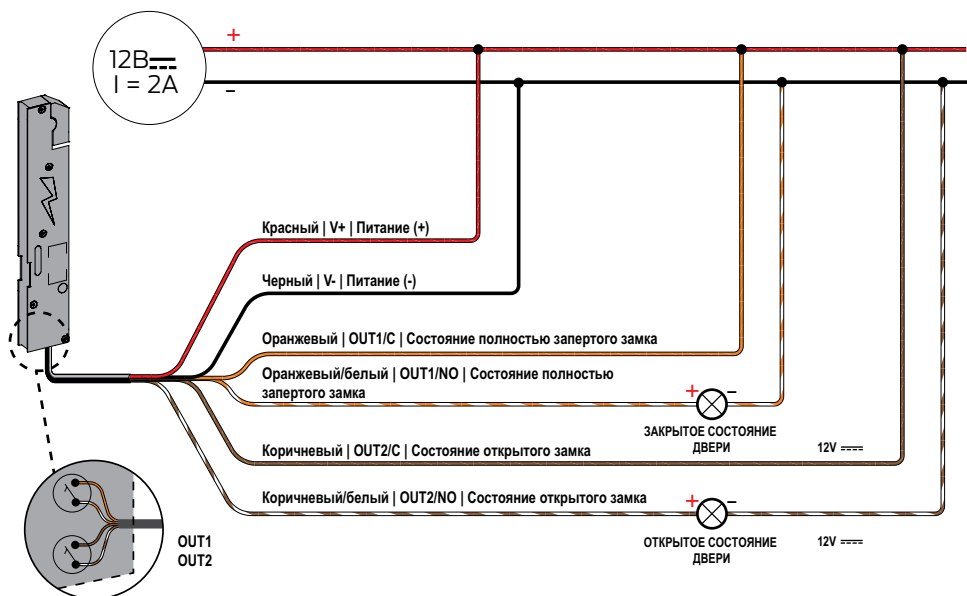 +
12В
I = 2A
–
Красный | V+ | Питание (+)
Черный | V- | Питание (-)
Оранжевый | OUT1/C | Состояние полностью запертого замка
Оранжевый/белый | OUT1/NO | Состояние полностью
запертого замка
+ –
ЗАКРЫТОЕ СОСТОЯНИЕ
ДВЕРИ
12V
Коричневый | OUT2/C | Состояние открытого замка
Коричневый/белый | OUT2/NO | Состояние открытого замка
+ –
ОТКРЫТОЕ СОСТОЯНИЕ
ДВЕРИ
12V
OUT1
OUT2